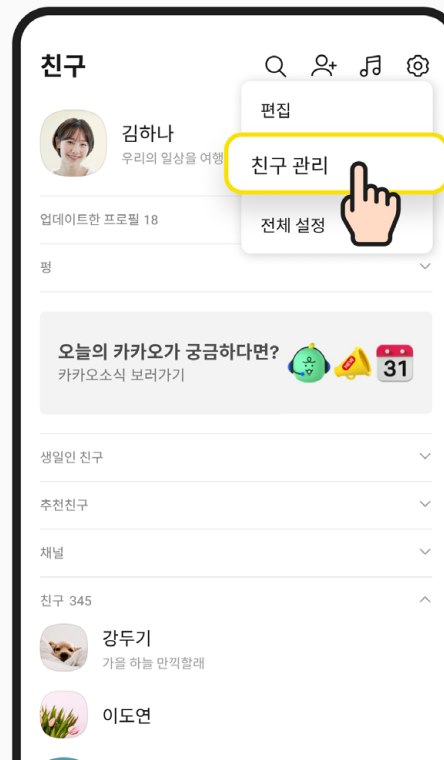 친구
편집
친구 관리
전체 설정
김하나
우리의 일상을 여행
업데이트한 프로필 18
펑
오늘의 카카오가 궁금하다면?
카카오소식 보러가기
31
생일인 친구
추천친구
채널
친구 345
강두기
가을 하늘 만끽할래
이도연